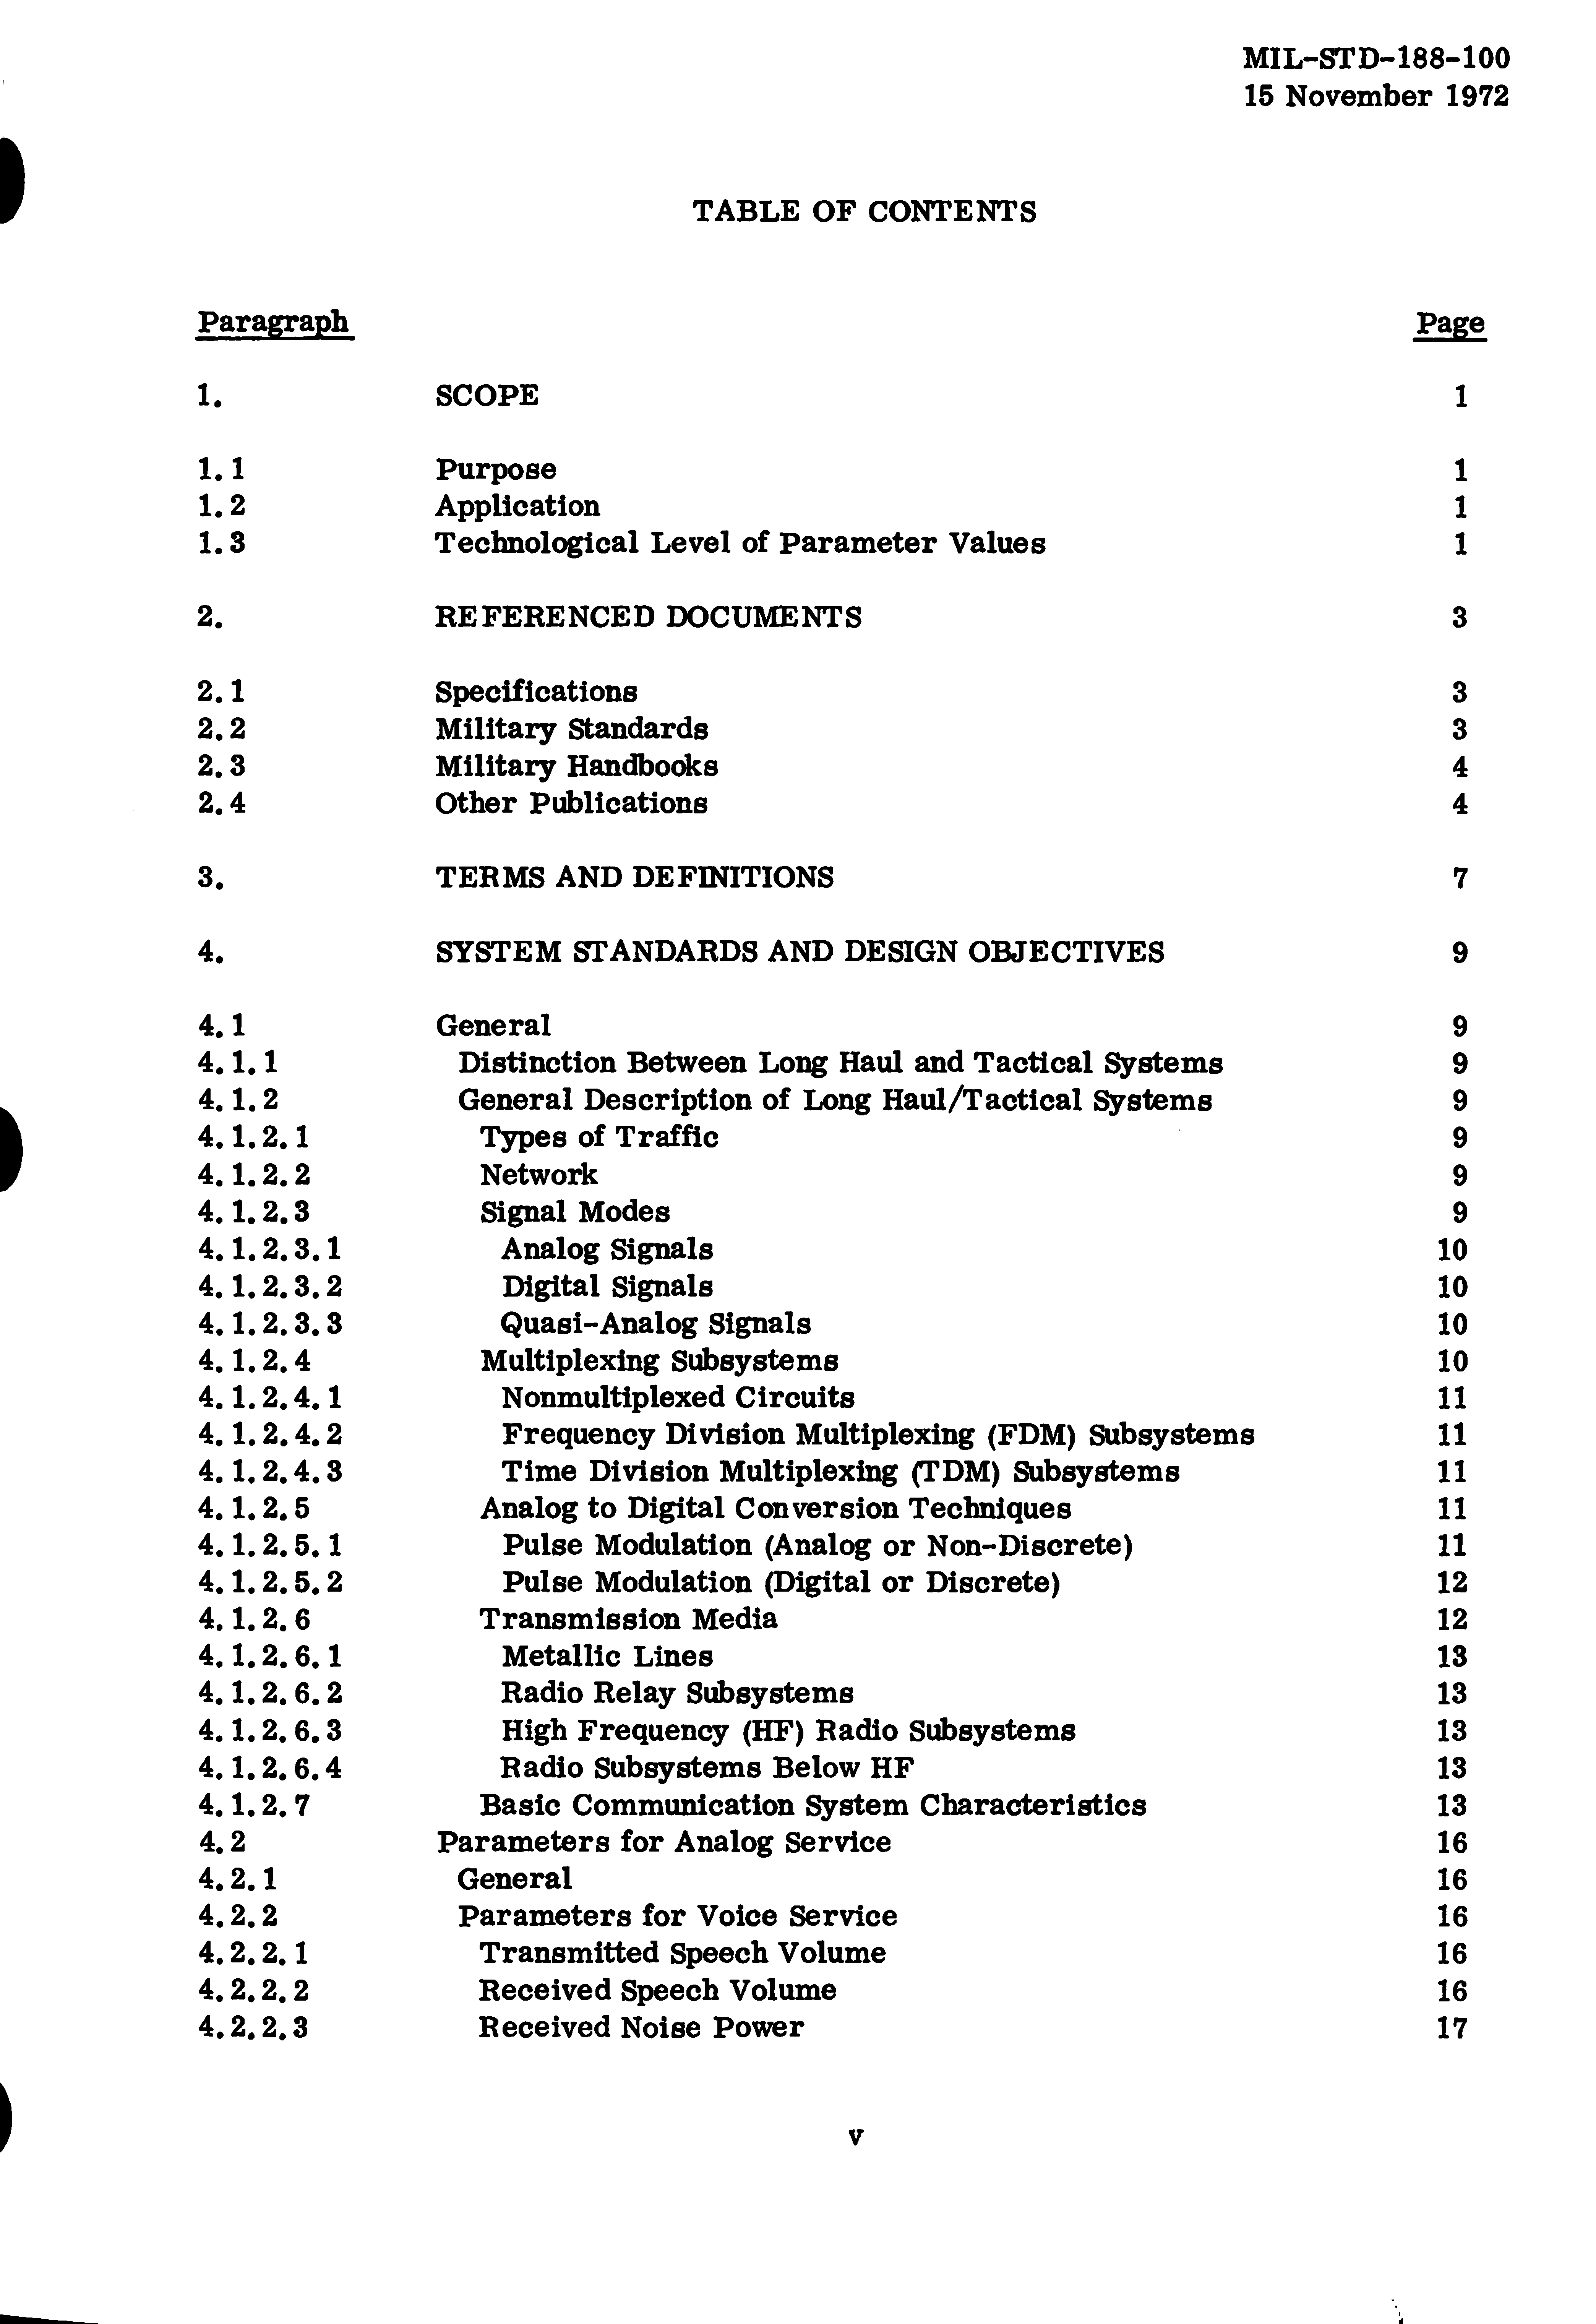 MIL-STD-188-100
15 November 1972
TABLE OF CONTENTS
Paragraph Page
1. SCOPE 1
1.1 Purpose 1
1.2 Application 1
1.3 Technological Level of Parameter Values 1
2. REFERENCED DOCUMENTS 3
2.1 Specifications 3
2.2 Military Standards 3
2.3 Military Handbooks 4
2.4 Other Publications 4
3. TERMS AND DEFINITIONS 7
4. SYSTEM STANDARDS AND DESIGN OBJECTIVES 9
4.1 General 9
4.1.1 Distinction Between Long Haul and Tactical Systems 9
4.1.2 General Description of Long Haul/Tactical Systems 9
4.1.2.1 Types of Traffic 9
4.1.2.2 Network 9
4.1.2.3 Signal Modes 9
4.1.2.3.1 Analog Signals 10
4.1.2.3.2 Digital Signals 10
4.1.2.3.3 Quasi-Analog Signals 10
4.1.2.4 Multiplexing Subsystems 10
4.1.2.4.1 Nonmultiplexed Circuits 11
4.1.2.4.2 Frequency Division Multiplexing (FDM) Subsystems 11
4.1.2.4.3 Time Division Multiplexing (TDM) Subsystems 11
4.1.2.5 Analog to Digital Conversion Techniques 11
4.1.2.5.1 Pulse Modulation (Analog or Non-Discrete) 11
4.1.2.5.2 Pulse Modulation (Digital or Discrete) 12
4.1.2.6 Transmission Media 12
4.1.2.6.1 Metallic Lines 13
4.1.2.6.2 Radio Relay Subsystems 13
4.1.2.6.3 High Frequency (HF) Radio Subsystems 13
4.1.2.6.4 Radio Subsystems Below HF 13
4.1.2.7 Basic Communication System Characteristics 13
4.2 Parameters for Analog Service 16
4.2.1 General 16
4.2.2 Parameters for Voice Service 16
4.2.2.1 Transmitted Speech Volume 16
4.2.2.2 Received Speech Volume 16
4.2.2.3 Received Noise Power 17
v